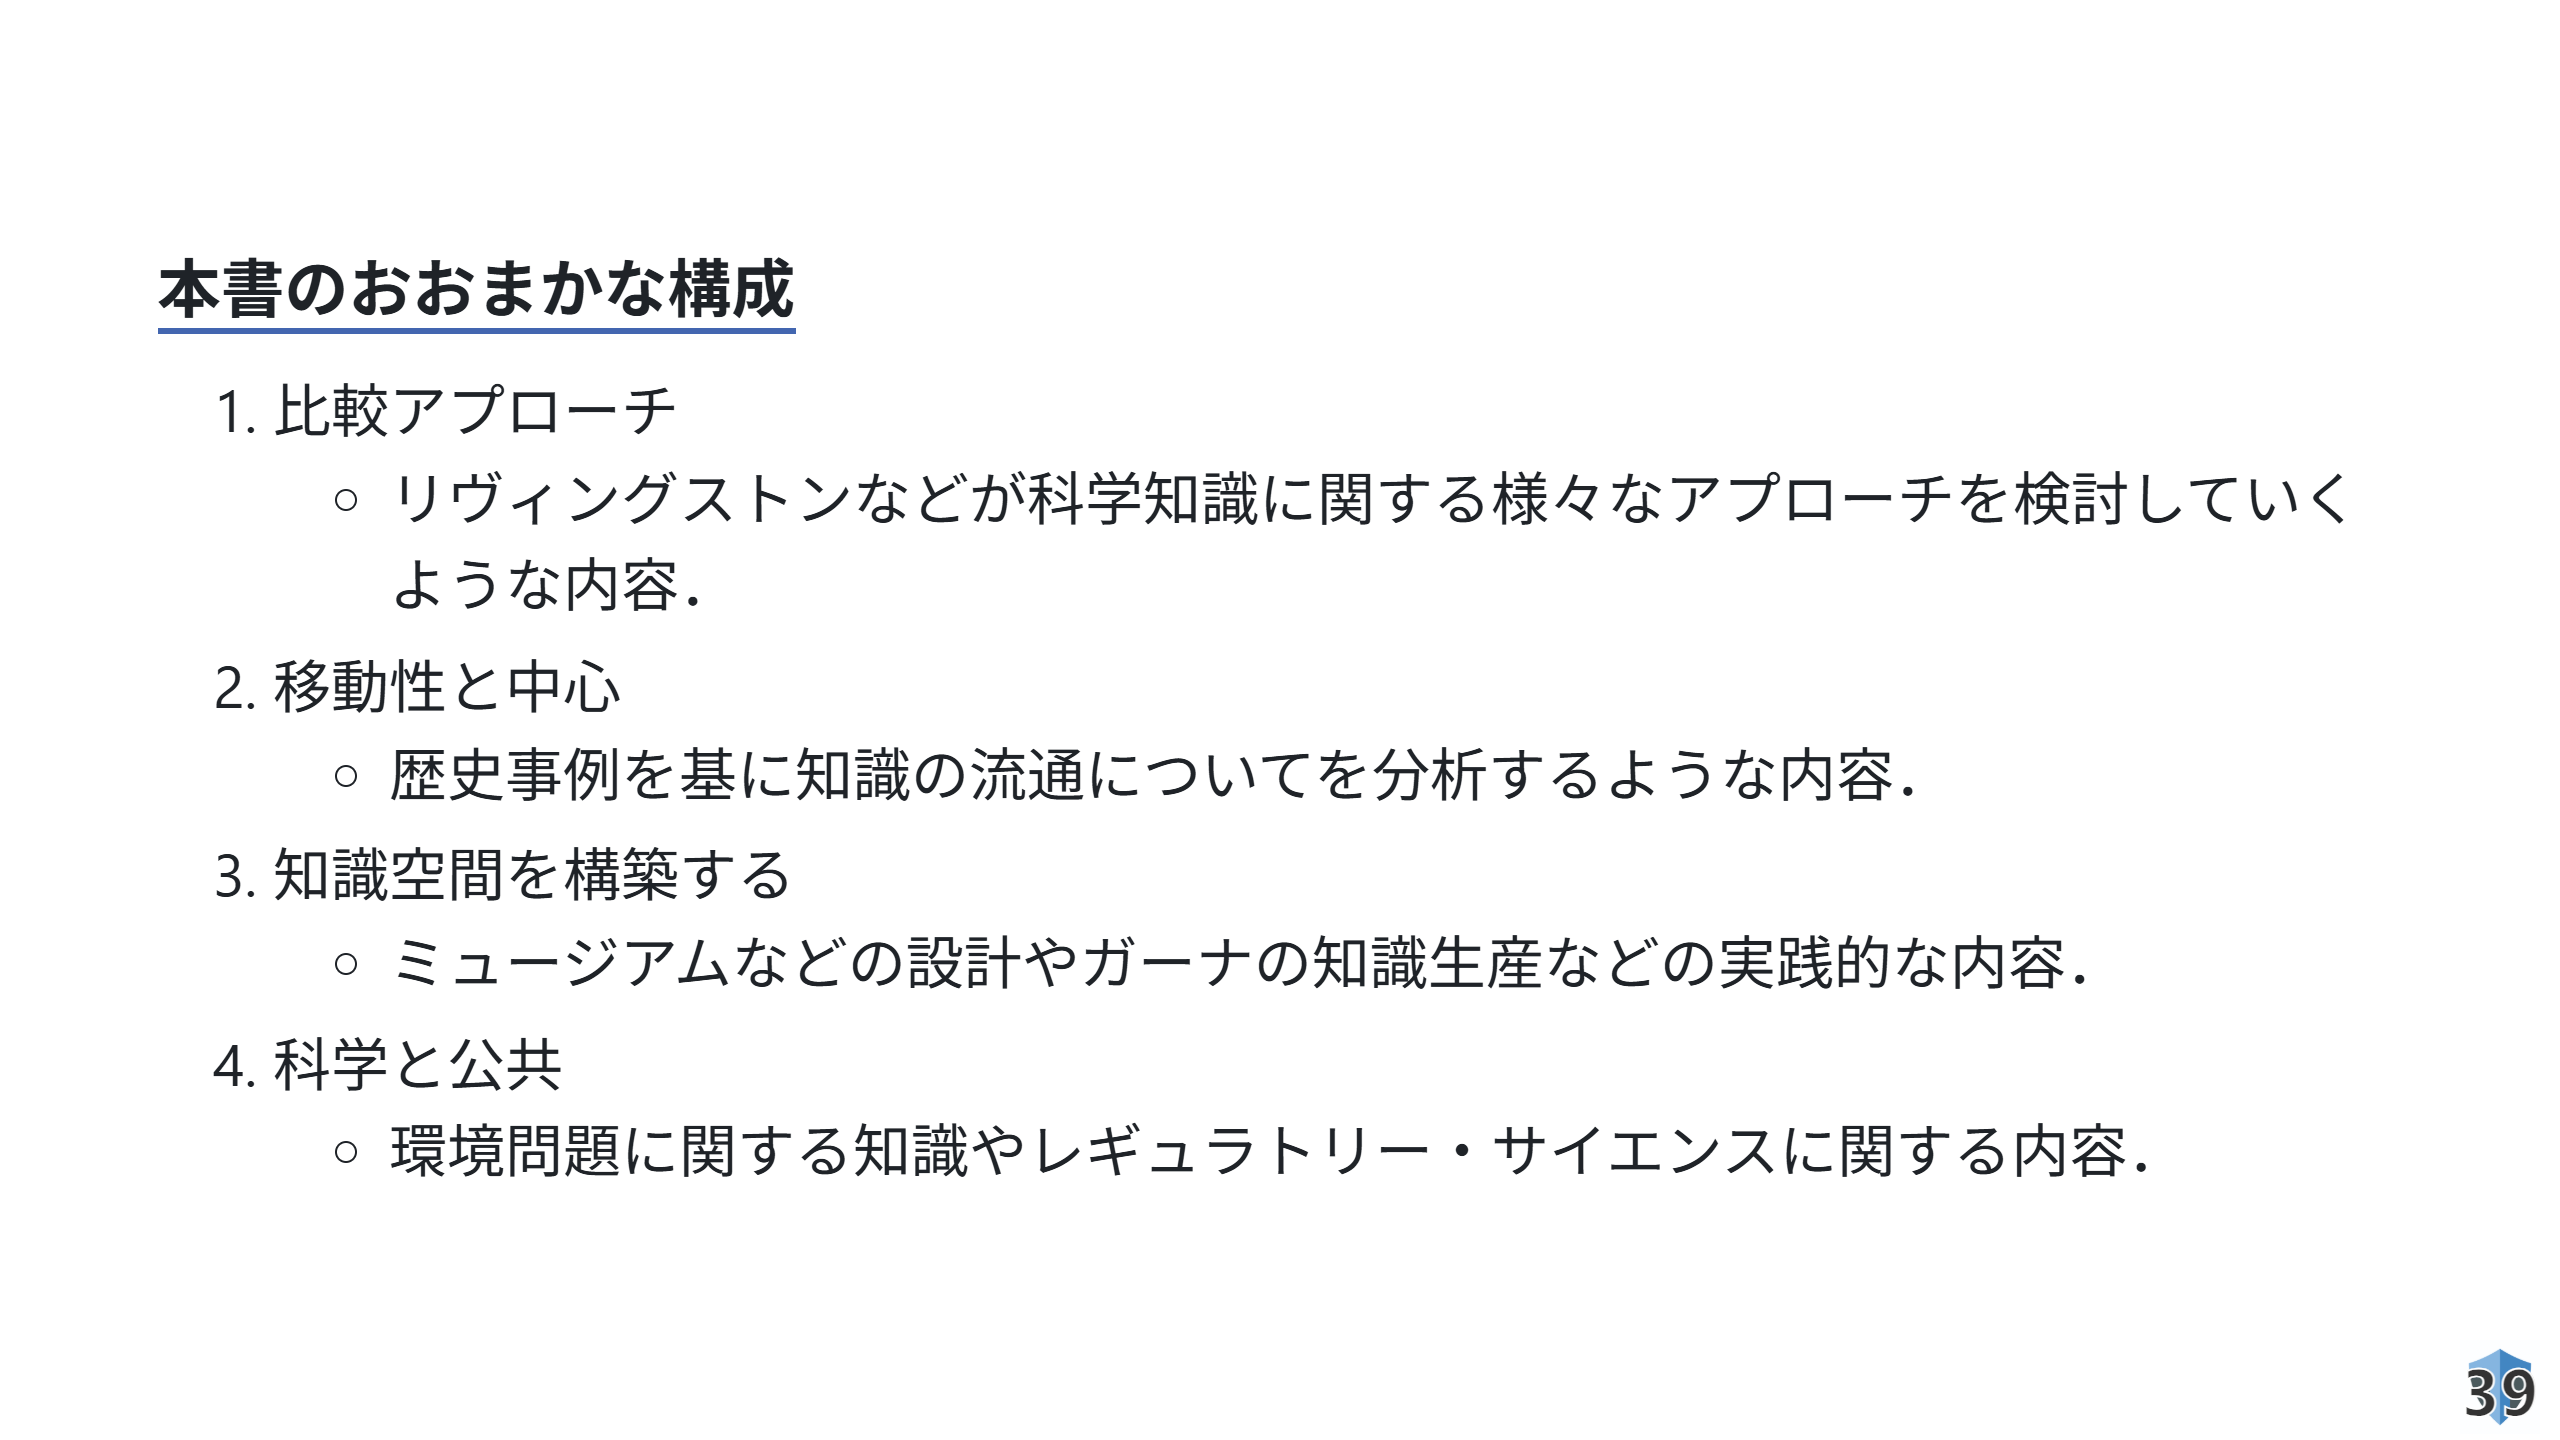 本書のおおまかな構成
1. 比較アプローチ
○ リヴィングストンなどが科学知識に関する様々なアプローチを検討していく
ような内容．
2. 移動性と中心
○ 歴史事例を基に知識の流通についてを分析するような内容．
3. 知識空間を構築する
○ ミュージアムなどの設計やガーナの知識生産などの実践的な内容．
4. 科学と公共
○ 環境問題に関する知識やレギュラトリー・サイエンスに関する内容．
39